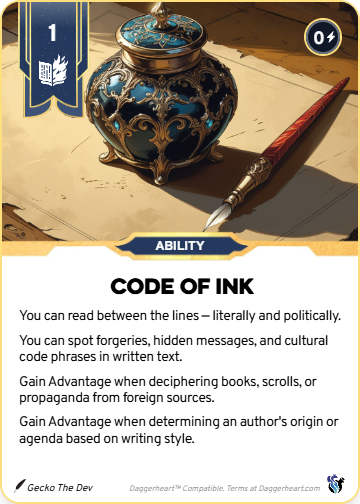 1
0
ABILITY
CODE OF INK
You can read between the lines — literally and politically.
You can spot forgeries, hidden messages, and cultural
code phrases in written text.
Gain Advantage when deciphering books, scrolls, or
propaganda from foreign sources.
Gain Advantage when determining an author's origin or
agenda based on writing style.
Gecko The Dev
Daggerheart™ Compatible. Terms at Daggerheart.com